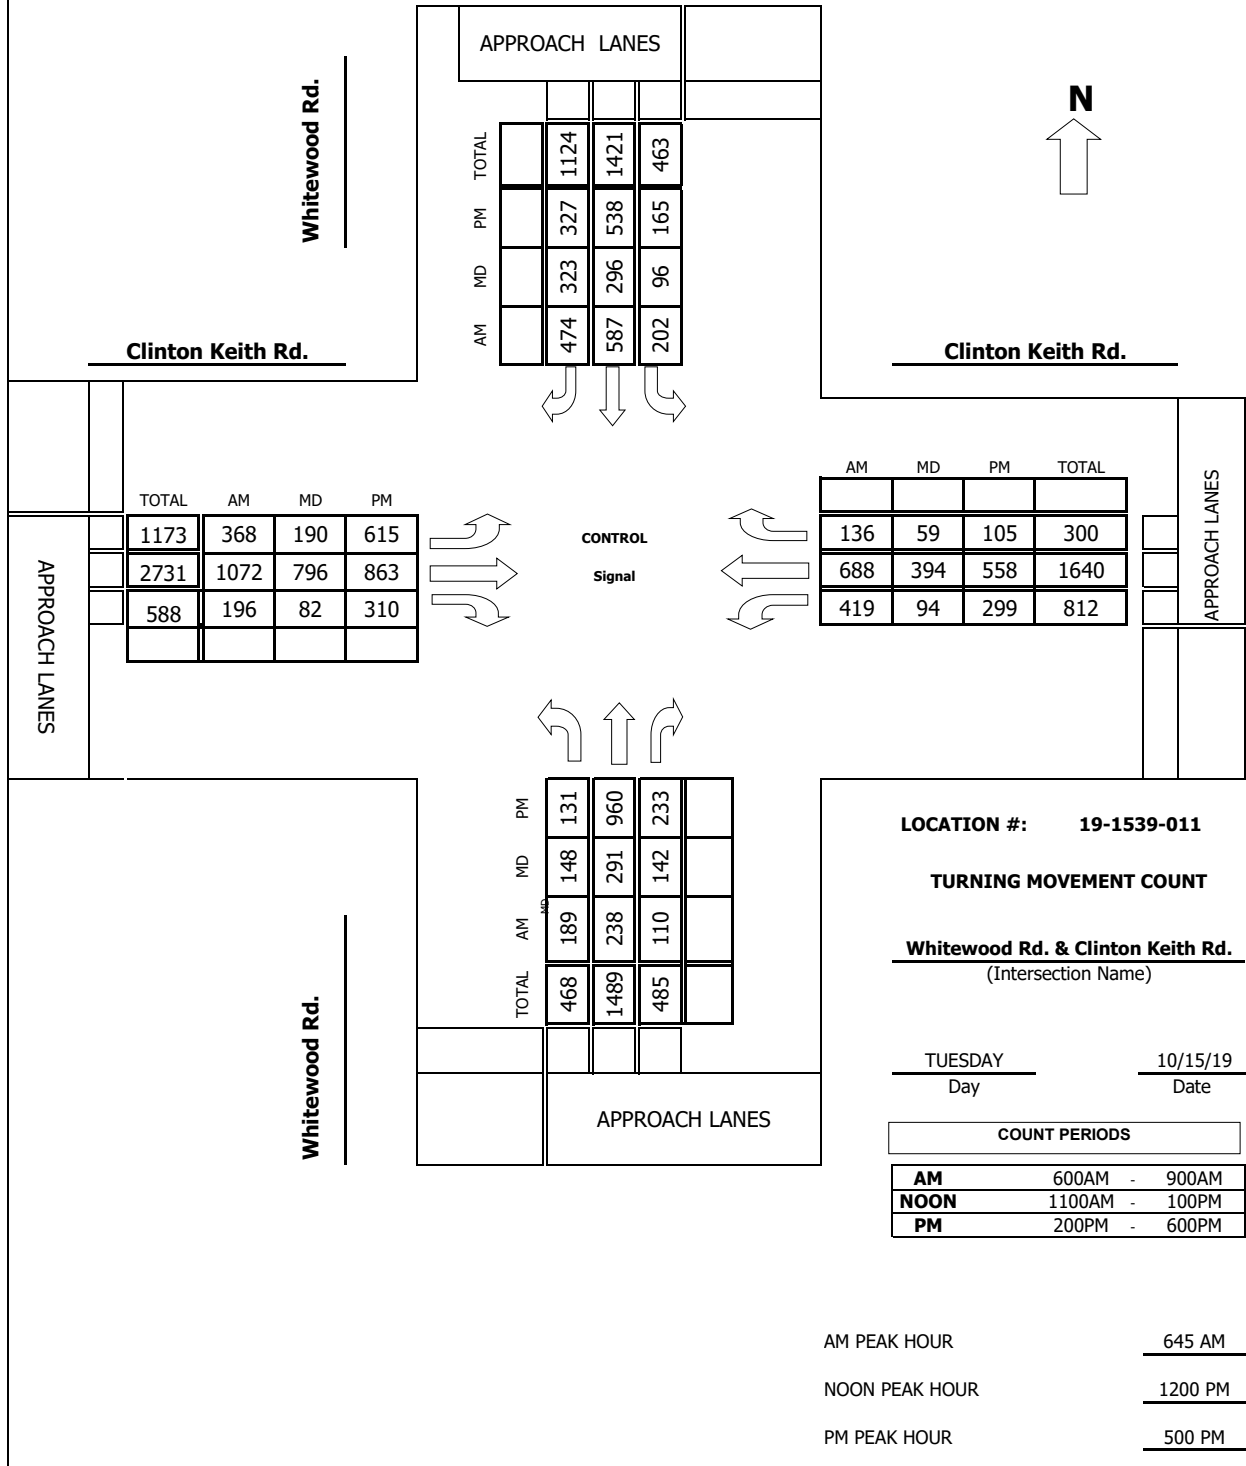 APPROACH LANES
Whitewood Rd.
N
TOTAL 1124 1421 463
PM 327 538 165
MD 323 296 96
AM 474 587 202
Clinton Keith Rd.
Clinton Keith Rd.
AM MD PM TOTAL
136 59 105 300
688 394 558 1640
419 94 299 812
APPROACH LANES
TOTAL AM MD PM
1173 368 190 615
2731 1072 796 863
588 196 82 310
APPROACH LANES
CONTROL
Signal
PM 131 960 233
MD 148 291 142
MD
AM 189 238 110
TOTAL 468 1489 485
Whitewood Rd.
APPROACH LANES
LOCATION #: 19-1539-011
TURNING MOVEMENT COUNT
Whitewood Rd. & Clinton Keith Rd.
(Intersection Name)
TUESDAY 10/15/19
Day Date
COUNT PERIODS
AM 600AM - 900AM
NOON 1100AM - 100PM
PM 200PM - 600PM
AM PEAK HOUR 645 AM
NOON PEAK HOUR 1200 PM
PM PEAK HOUR 500 PM